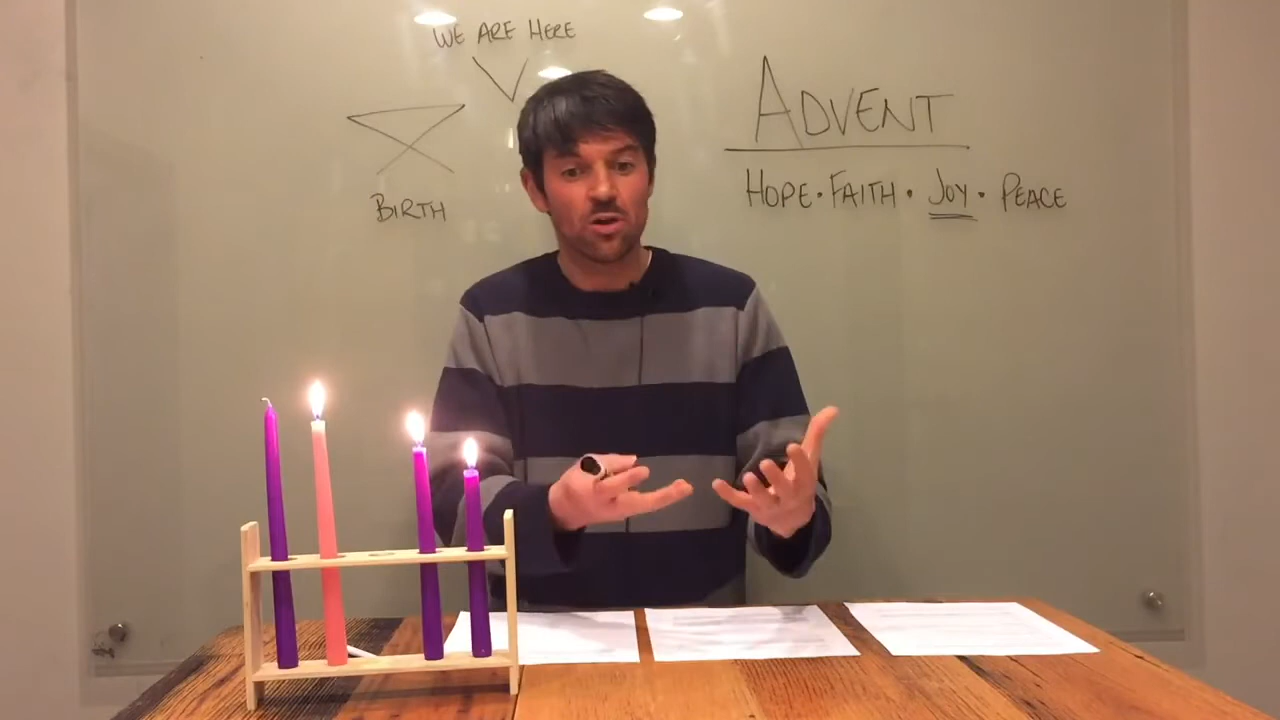 WE ARE HERE
BIRTH
ADVENT
HOPE · FAITH · JOY · PEACE